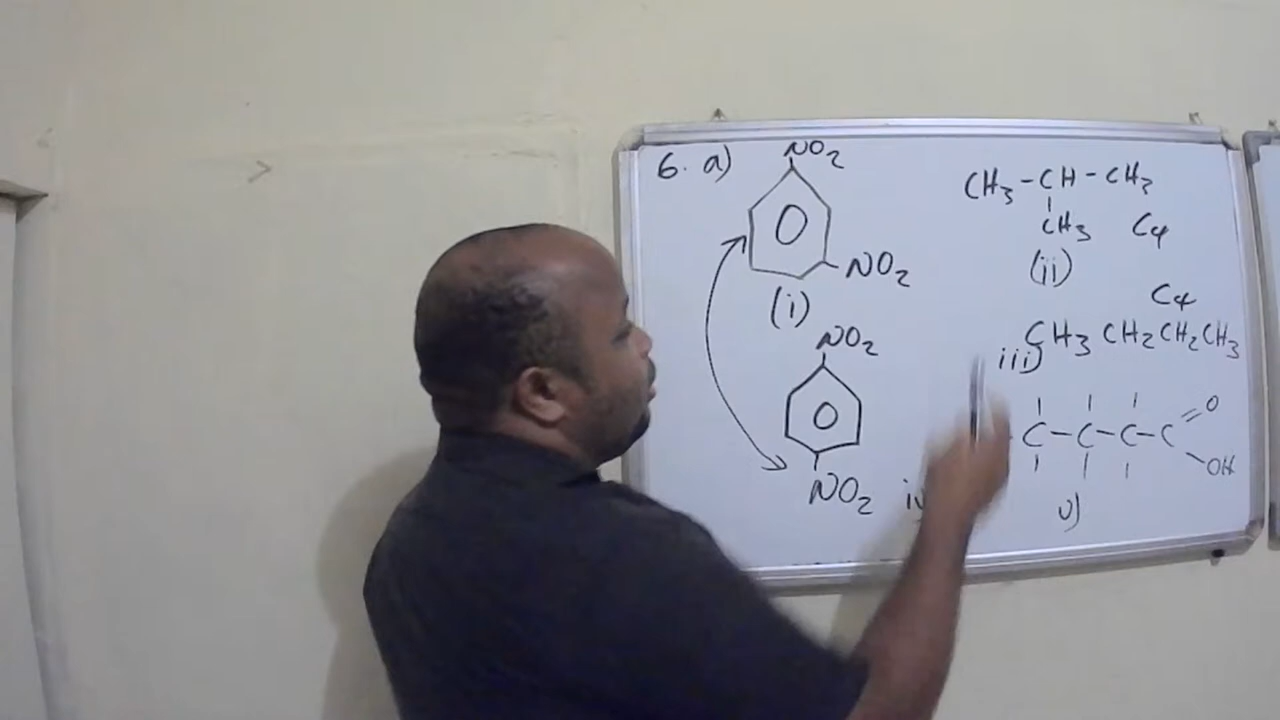 6. a)
NO2
NO2
(i)
CH3 - CH - CH3
CH3 C4
(ii)
C4
CH3 CH2 CH2 CH3
iii)
NO2
O
C - C - C - C
OH
NO2
v)